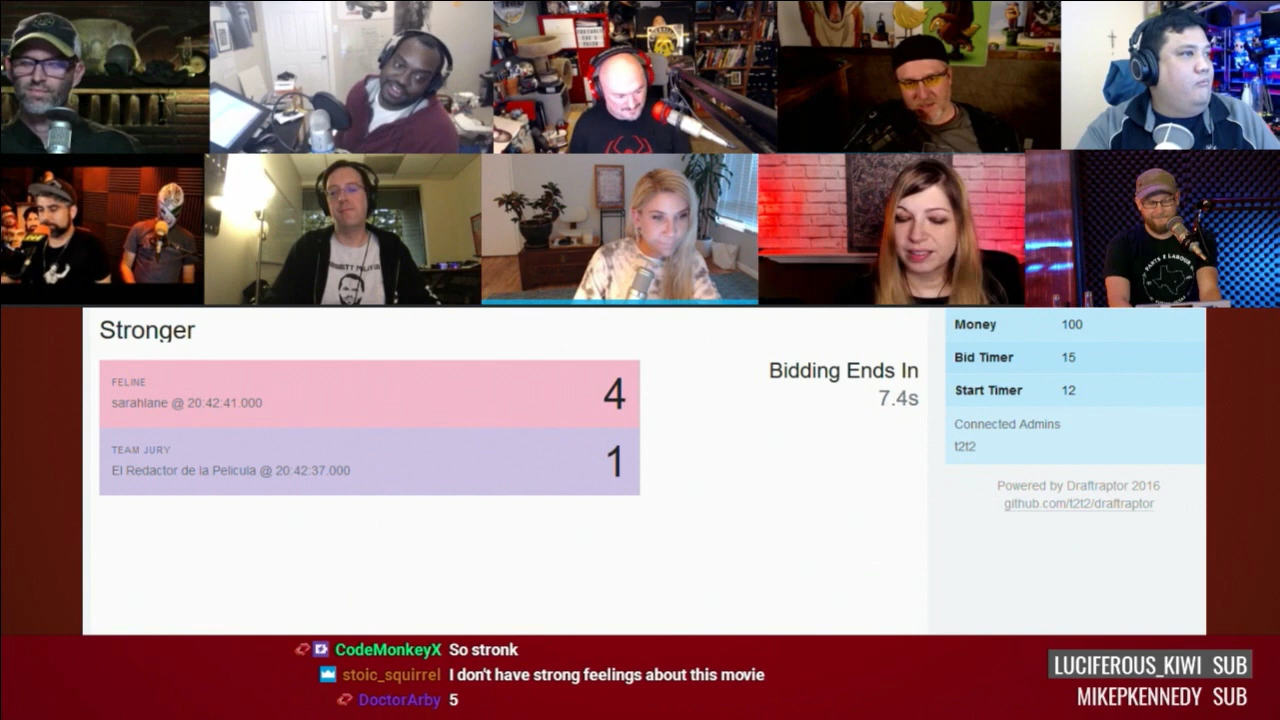 Stronger
FELINE
sarahlane @ 20:42:41.000
4
TEAM JURY
El Redactor de la Pelicula @ 20:42:37.000
1
Bidding Ends In
7.4s
Money 100
Bid Timer 15
Start Timer 12
Connected Admins
t2t2
Powered by Draftraptor 2016
github.com/t2t2/draftraptor
CodeMonkeyX So stronk
stoic_squirrel I don't have strong feelings about this movie
DoctorArby 5
LUCIFEROUS_KIWI SUB
MIKEPKENNEDY SUB